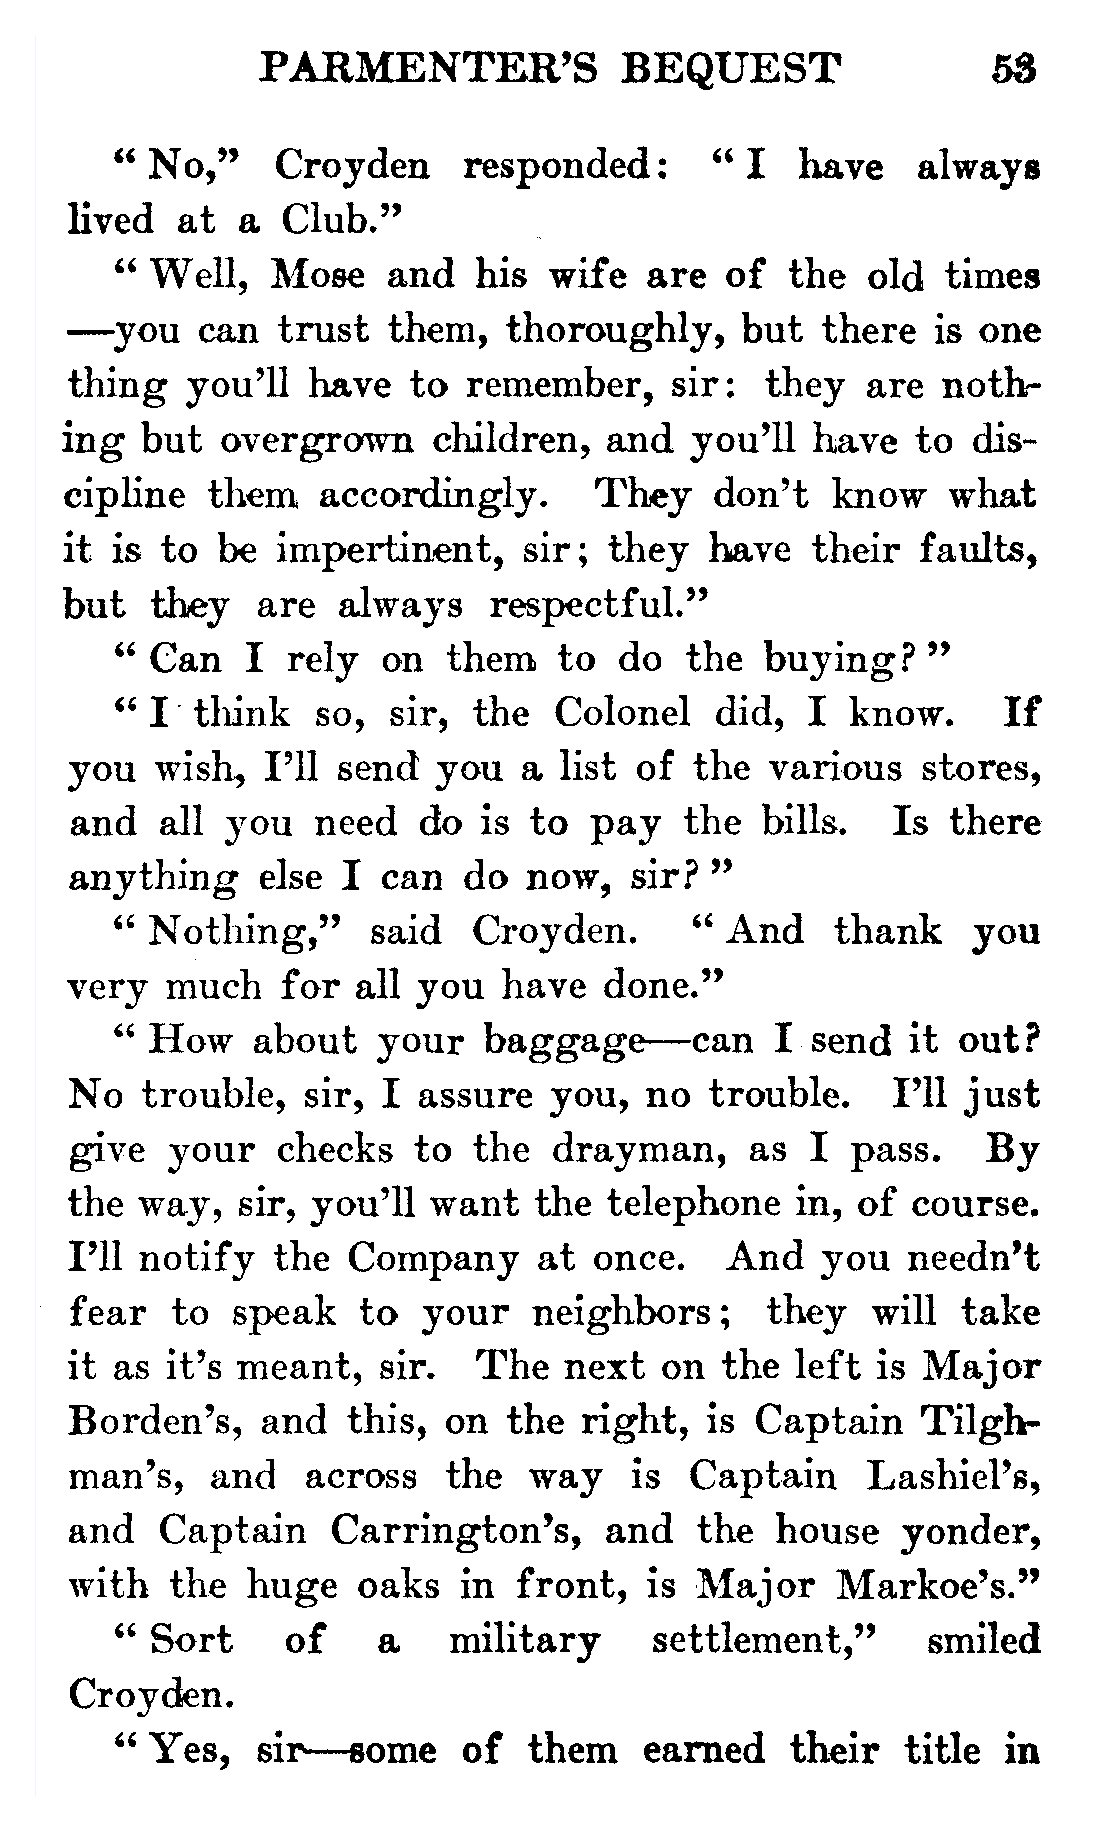 PARMENTER'S BEQUEST 53
“ No,” Croyden responded: “ I have always
lived at a Club.”
“ Well, Mose and his wife are of the old times
—you can trust them, thoroughly, but there is one
thing you'll have to remember, sir: they are noth-
ing but overgrown children, and you'll have to dis-
cipline them accordingly. They don't know what
it is to be impertinent, sir; they have their faults,
but they are always respectful.”
“ Can I rely on them to do the buying? ”
“ I think so, sir, the Colonel did, I know. If
you wish, I'll send you a list of the various stores,
and all you need do is to pay the bills. Is there
anything else I can do now, sir? ”
“ Nothing,” said Croyden. “ And thank you
very much for all you have done.”
“ How about your baggage—can I send it out?
No trouble, sir, I assure you, no trouble. I'll just
give your checks to the drayman, as I pass. By
the way, sir, you'll want the telephone in, of course.
I'll notify the Company at once. And you needn't
fear to speak to your neighbors; they will take
it as it's meant, sir. The next on the left is Major
Borden's, and this, on the right, is Captain Tilgh-
man's, and across the way is Captain Lashiel's,
and Captain Carrington's, and the house yonder,
with the huge oaks in front, is Major Markoe's.”
“ Sort of a military settlement,” smiled
Croyden.
“ Yes, sir—some of them earned their title in